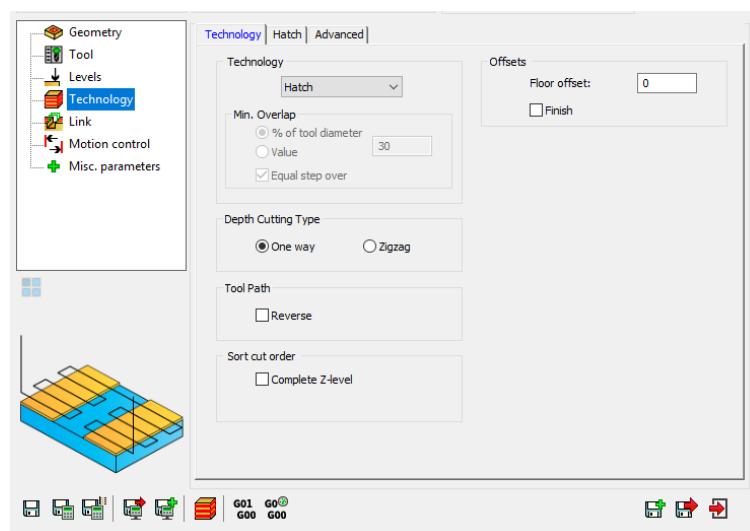 Geometry
Tool
Levels
Technology
Link
Motion control
Misc. parameters
Technology Hatch Advanced
Technology
Hatch
Min. Overlap
% of tool diameter
Value
30
Equal step over
Depth Cutting Type
One way Zigzag
Tool Path
Reverse
Sort cut order
Complete Z-level
Offsets
Floor offset: 0
Finish
G01 G0
G00 G00